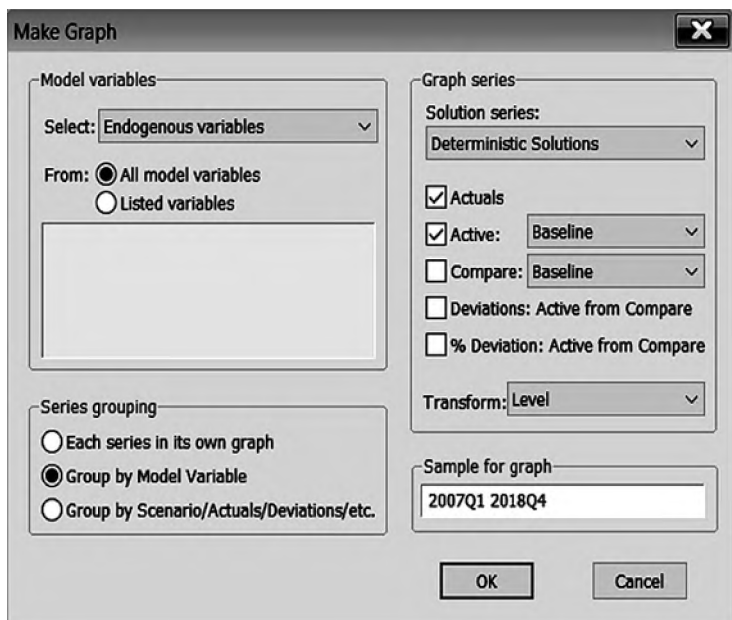 Make Graph
Model variables
Select: Endogenous variables
From: All model variables
Listed variables
Series grouping
Each series in its own graph
Group by Model Variable
Group by Scenario/Actuals/Deviations/etc.
Graph series
Solution series:
Deterministic Solutions
Actuals
Active: Baseline
Compare: Baseline
Deviations: Active from Compare
% Deviation: Active from Compare
Transform: Level
Sample for graph
2007Q1 2018Q4
OK Cancel